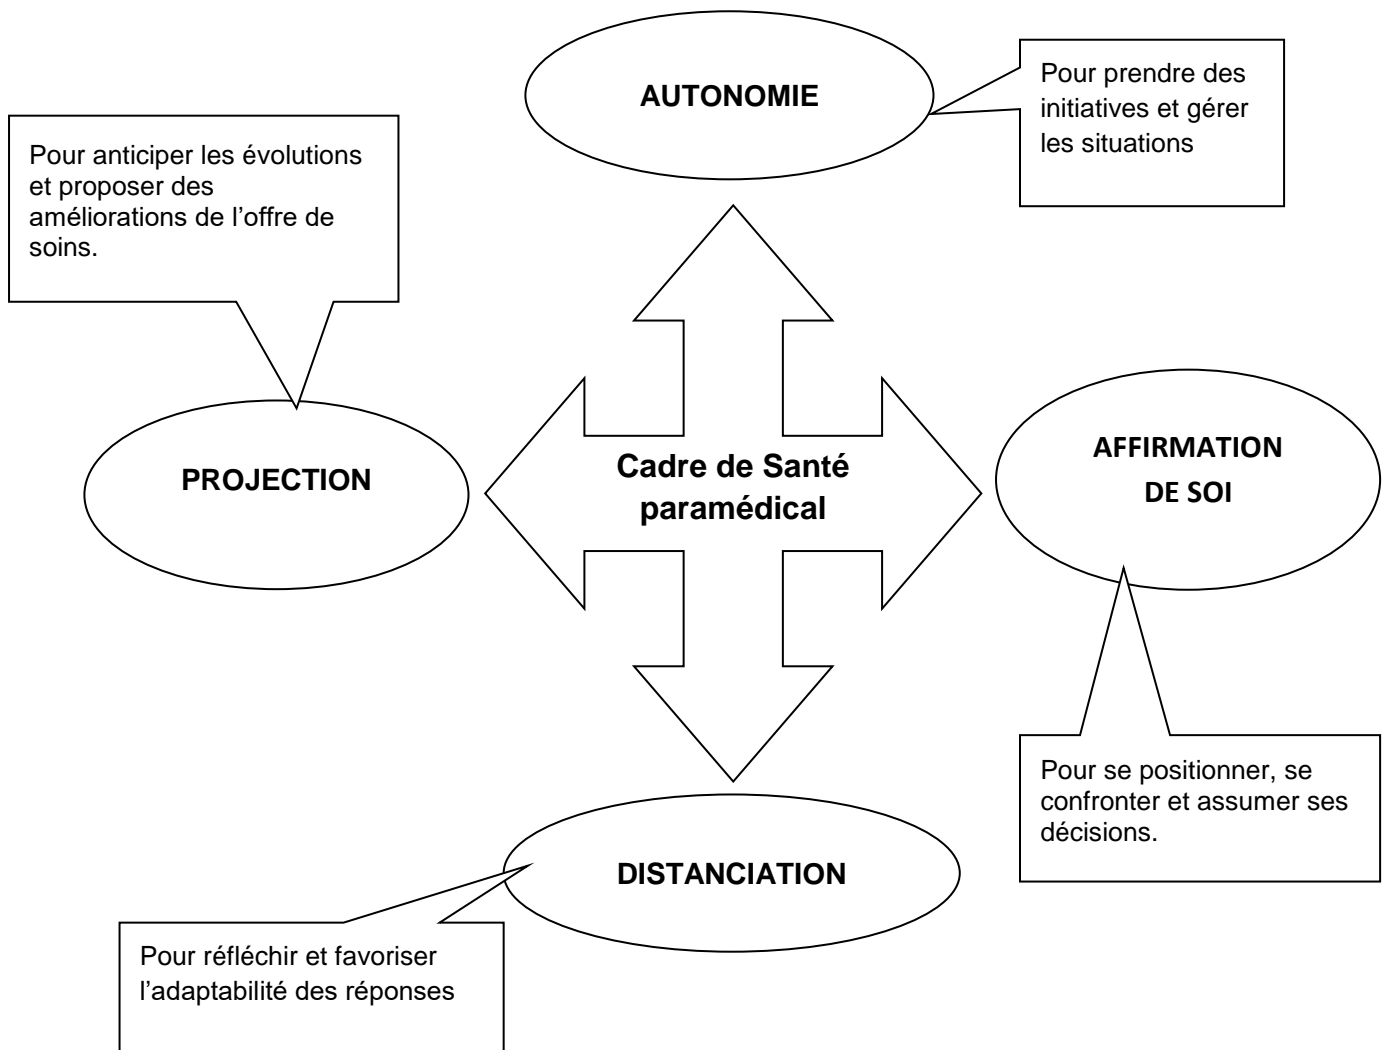 AUTONOMIE
Pour prendre des
initiatives et gérer
les situations
Pour anticiper les évolutions
et proposer des
améliorations de l’offre de
soins.
PROJECTION
Cadre de Santé
paramédical
AFFIRMATION
DE SOI
Pour se positionner, se
confronter et assumer ses
décisions.
DISTANCIATION
Pour réfléchir et favoriser
l’adaptabilité des réponses